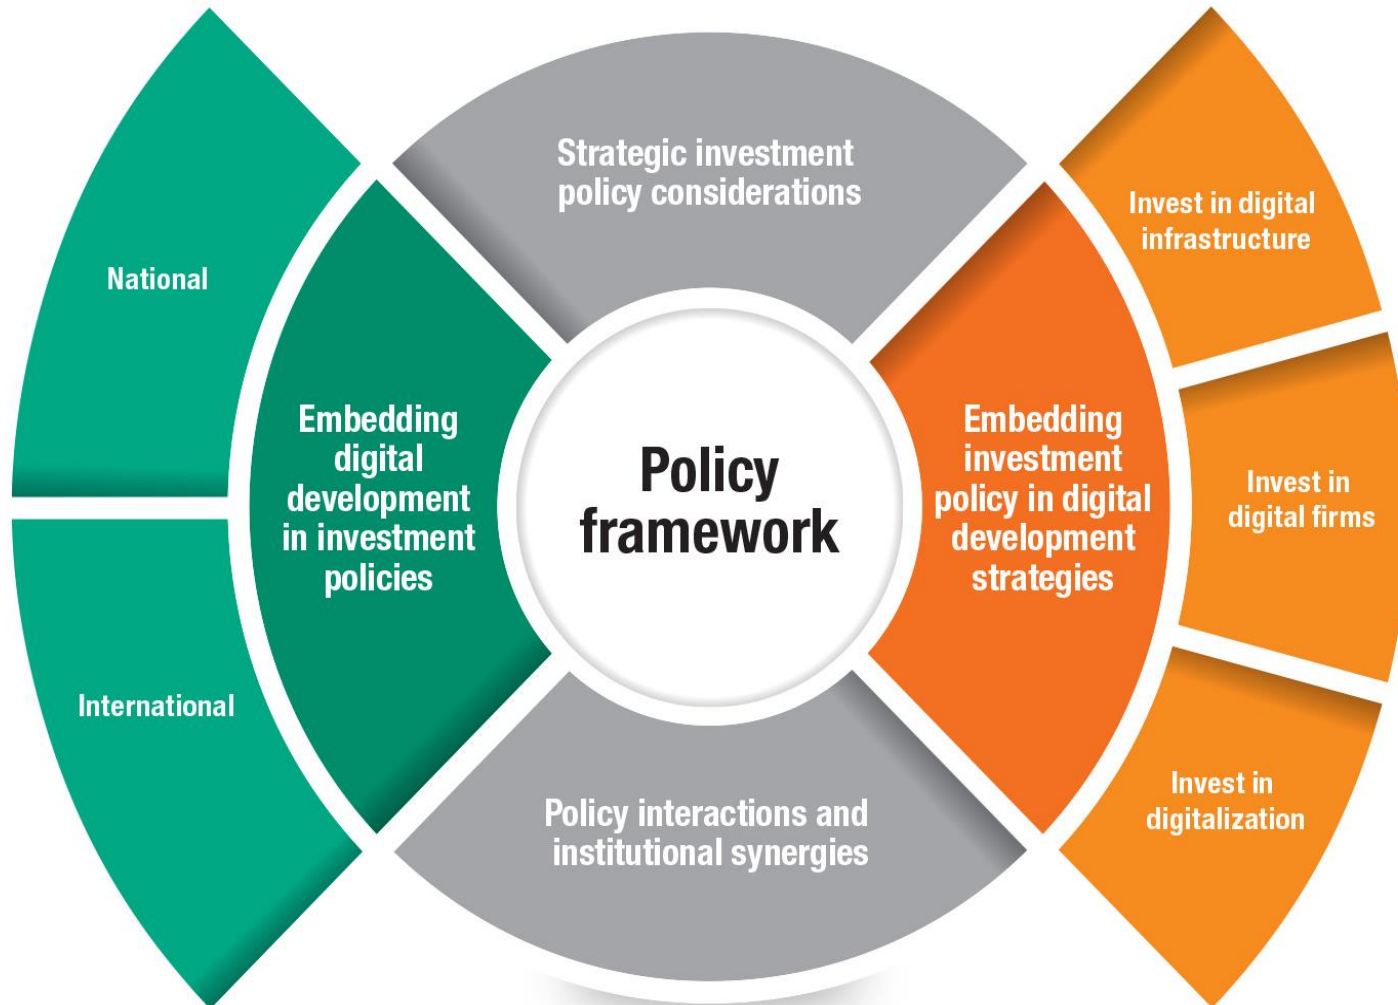 Strategic investment
policy considerations
National
International
Embedding
digital
development
in investment
policies
Policy
framework
Embedding
investment
policy in digital
development
strategies
Invest in digital
infrastructure
Invest in
digital firms
Invest in
digitalization
Policy interactions and
institutional synergies